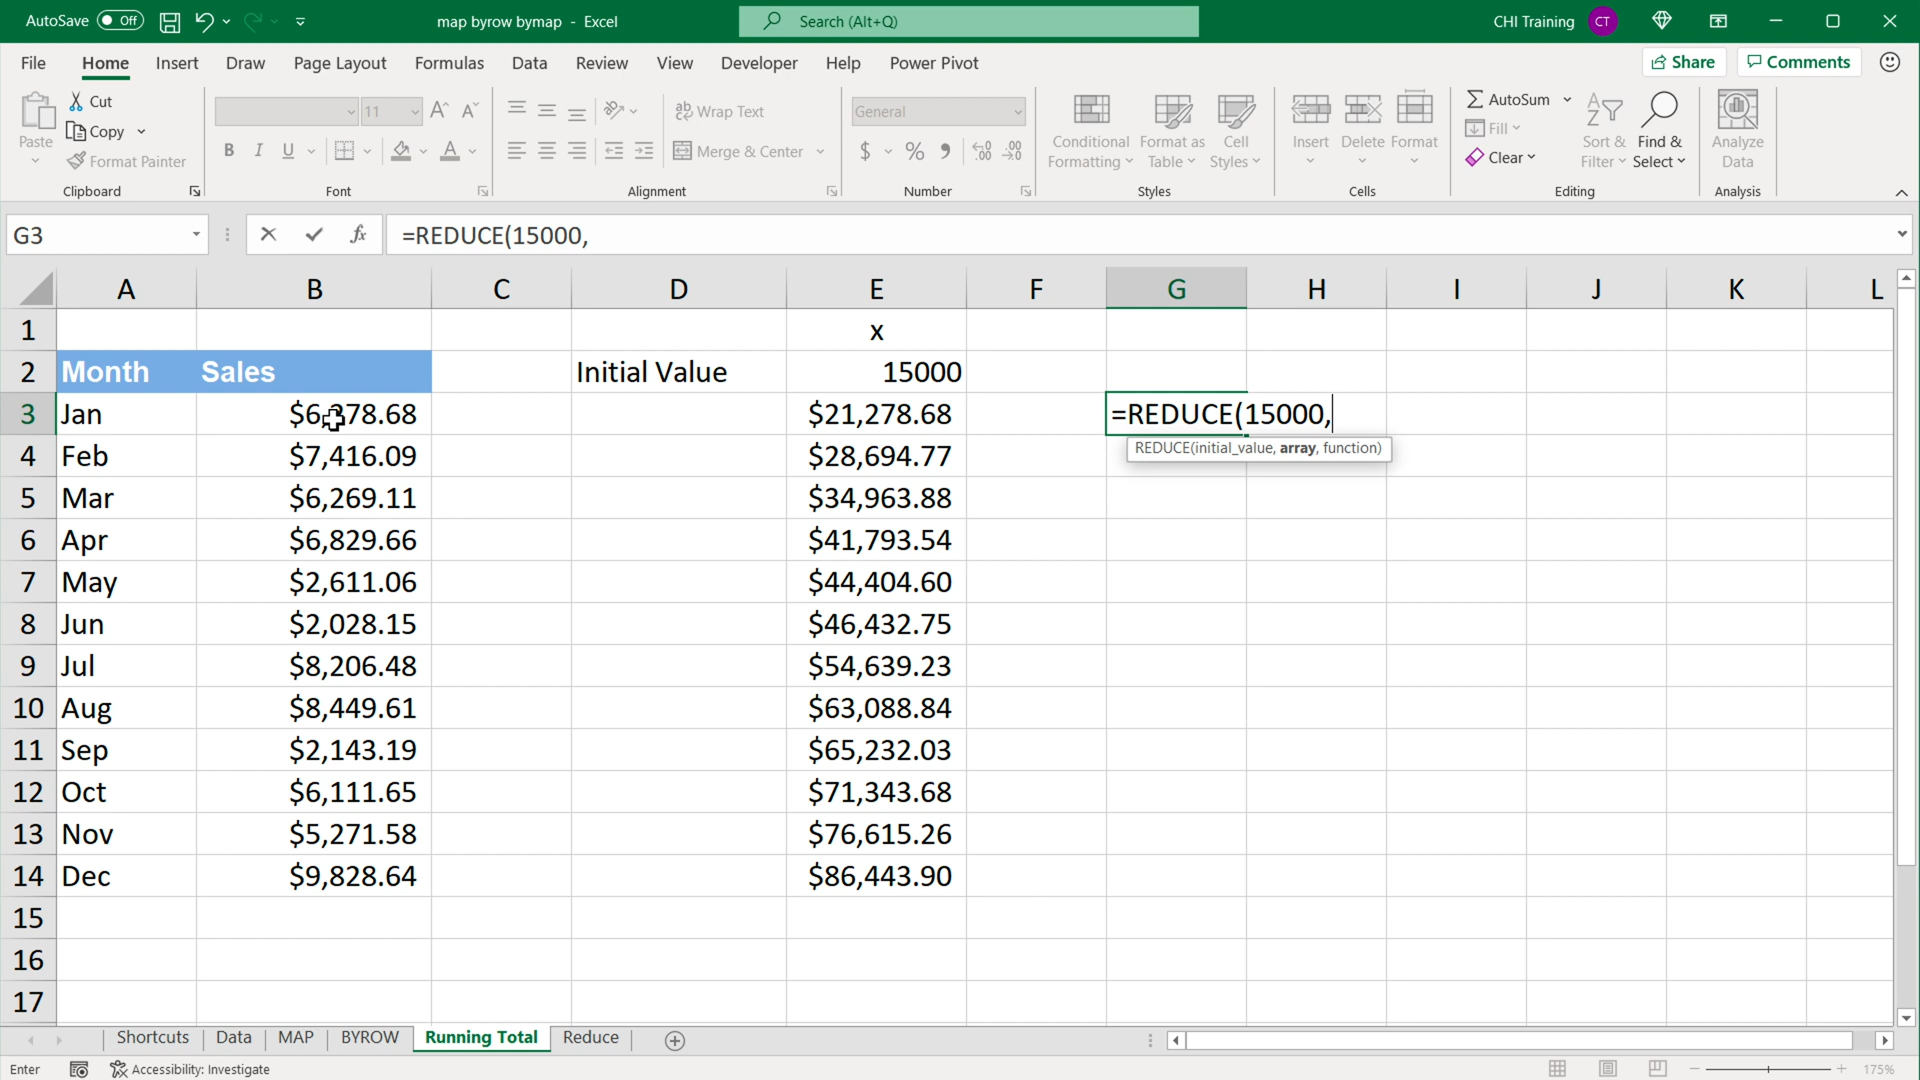 AutoSave Off map byrow bymap - Excel Search (Alt+Q) CHI Training CT
File Home Insert Draw Page Layout Formulas Data Review View Developer Help Power Pivot Share Comments
Paste Cut Copy Format Painter
11 B I U
Wrap Text Merge & Center
General $ %
Conditional Formatting Format as Table Cell Styles
Insert Delete Format
AutoSum Fill Clear Sort & Filter Find & Select Analyze Data
Clipboard Font Alignment Number Styles Cells Editing Analysis
G3 fx =REDUCE(15000,
A B C D E F G H I J K L
1 x
2 Month Sales Initial Value 15000
3 Jan $6,278.68 $21,278.68 =REDUCE(15000,
REDUCE(initial_value, array, function)
4 Feb $7,416.09 $28,694.77
5 Mar $6,269.11 $34,963.88
6 Apr $6,829.66 $41,793.54
7 May $2,611.06 $44,404.60
8 Jun $2,028.15 $46,432.75
9 Jul $8,206.48 $54,639.23
10 Aug $8,449.61 $63,088.84
11 Sep $2,143.19 $65,232.03
12 Oct $6,111.65 $71,343.68
13 Nov $5,271.58 $76,615.26
14 Dec $9,828.64 $86,443.90
15
16
17
Shortcuts Data MAP BYROW Running Total Reduce
Enter Accessibility: Investigate 175%